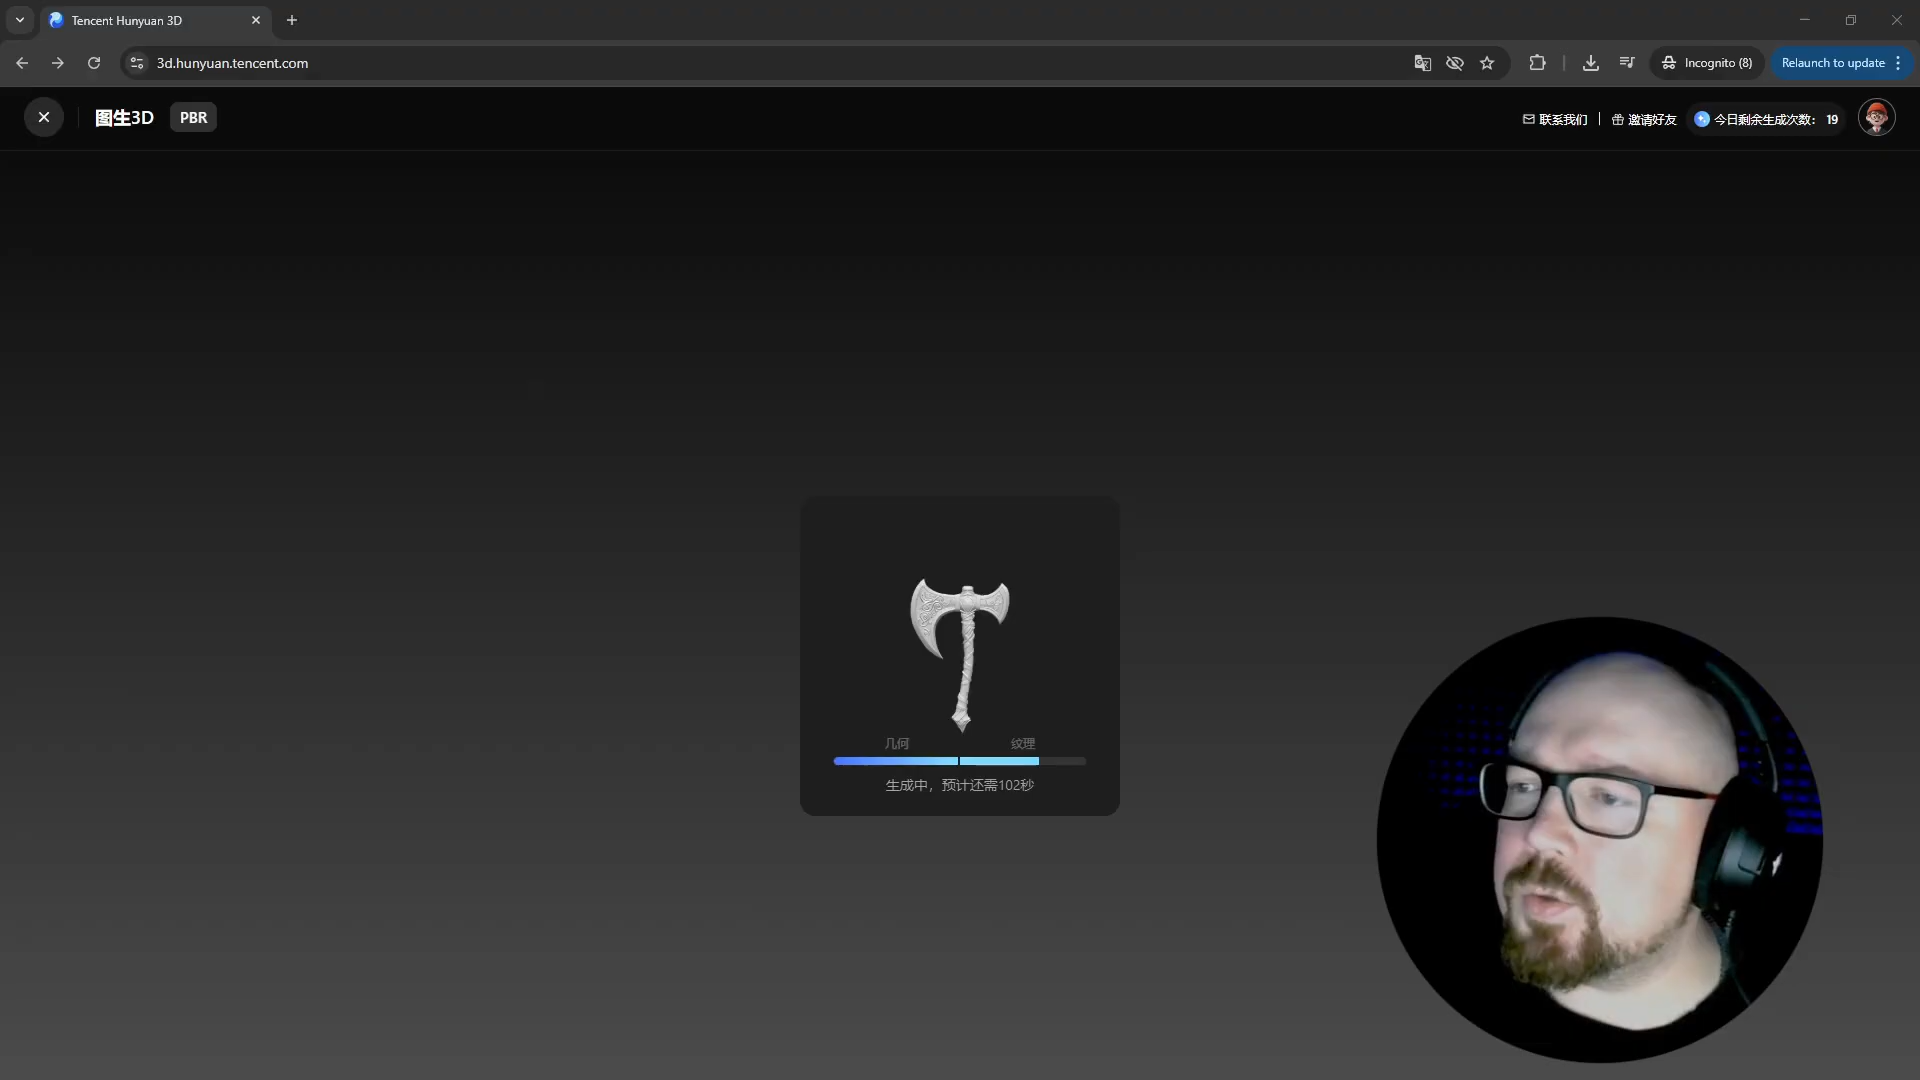 Tencent Hunyuan 3D
3d.hunyuan.tencent.com
Incognito (8)
Relaunch to update
图生3D
PBR
联系我们
邀请好友
今日剩余生成次数： 19
几何
纹理
生成中，预计还需102秒